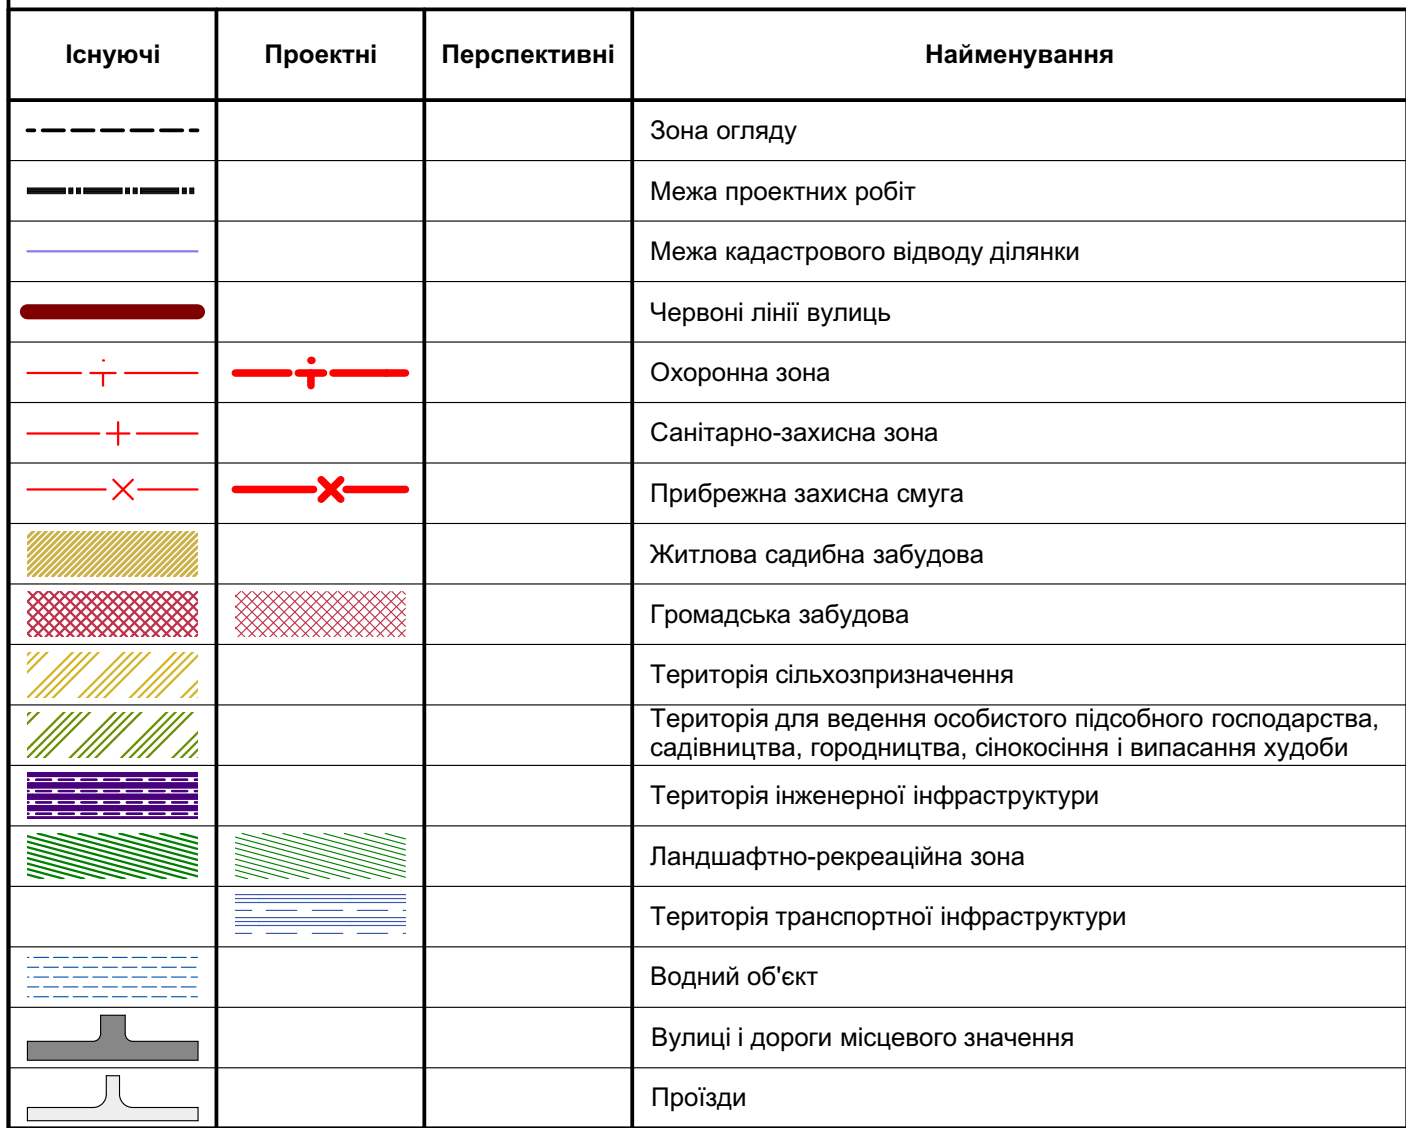 Існуючі Проектні Перспективні Найменування
Зона огляду
Межа проектних робіт
Межа кадастрового відводу ділянки
Червоні лінії вулиць
Охоронна зона
Санітарно-захисна зона
Прибрежна захисна смуга
Житлова садибна забудова
Громадська забудова
Територія сільхозпризначення
Територія для ведення особистого підсобного господарства,
садівництва, городництва, сінокосіння і випасання худоби
Територія інженерної інфраструктури
Ландшафтно-рекреаційна зона
Територія транспортної інфраструктури
Водний об'єкт
Вулиці і дороги місцевого значення
Проїзди